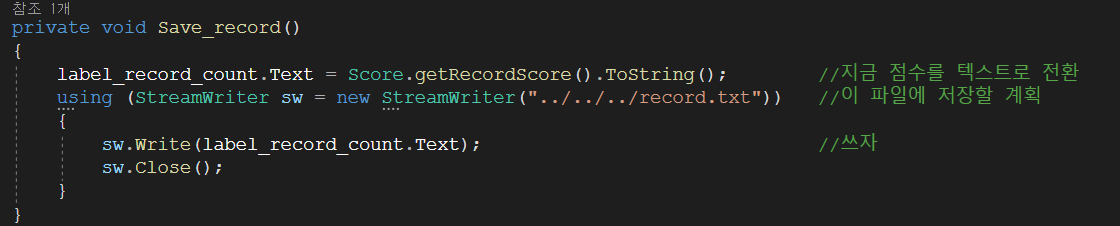 참조 1개
private void Save_record()
{
label_record_count.Text = Score.getRecordScore().ToString(); //지금 점수를 텍스트로 전환
using (StreamWriter sw = new StreamWriter("../../../record.txt")) //이 파일에 저장할 계획
{
sw.Write(label_record_count.Text); //쓰자
sw.Close();
}
}